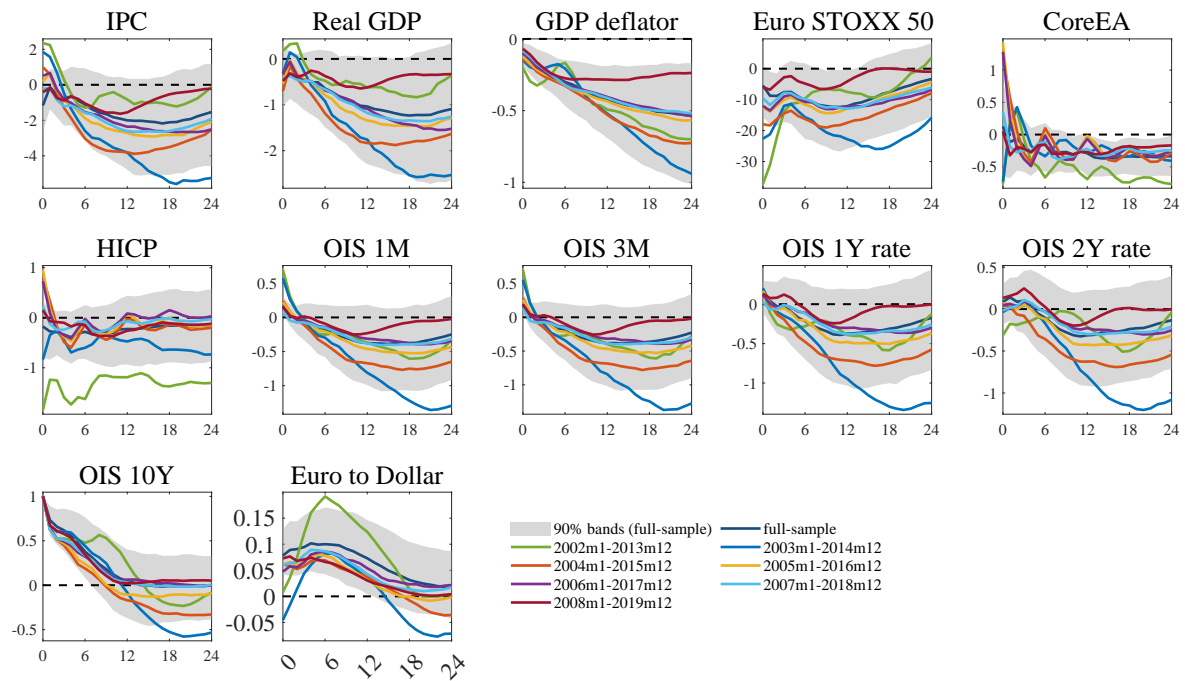 IPC Real GDP GDP deflator Euro STOXX 50 CoreEA
2 0 -2 -4
0 6 12 18 24
0 -1 -2
0 6 12 18 24
0 -0.5 -1
0 6 12 18 24
0 -10 -20 -30
0 6 12 18 24
1 0.5 0 -0.5
0 6 12 18 24
HICP OIS 1M OIS 3M OIS 1Y rate OIS 2Y rate
1 0 -1
0 6 12 18 24
0.5 0 -0.5 -1
0 6 12 18 24
0.5 0 -0.5 -1
0 6 12 18 24
0 -0.5 -1
0 6 12 18 24
0.5 0 -0.5 -1
0 6 12 18 24
OIS 10Y Euro to Dollar
1 0.5 0 -0.5
0 6 12 18 24
0.15 0.1 0.05 0 -0.05
0 6 12 18 24
90% bands (full-sample) full-sample
2002m1-2013m12 2003m1-2014m12
2004m1-2015m12 2005m1-2016m12
2006m1-2017m12 2007m1-2018m12
2008m1-2019m12